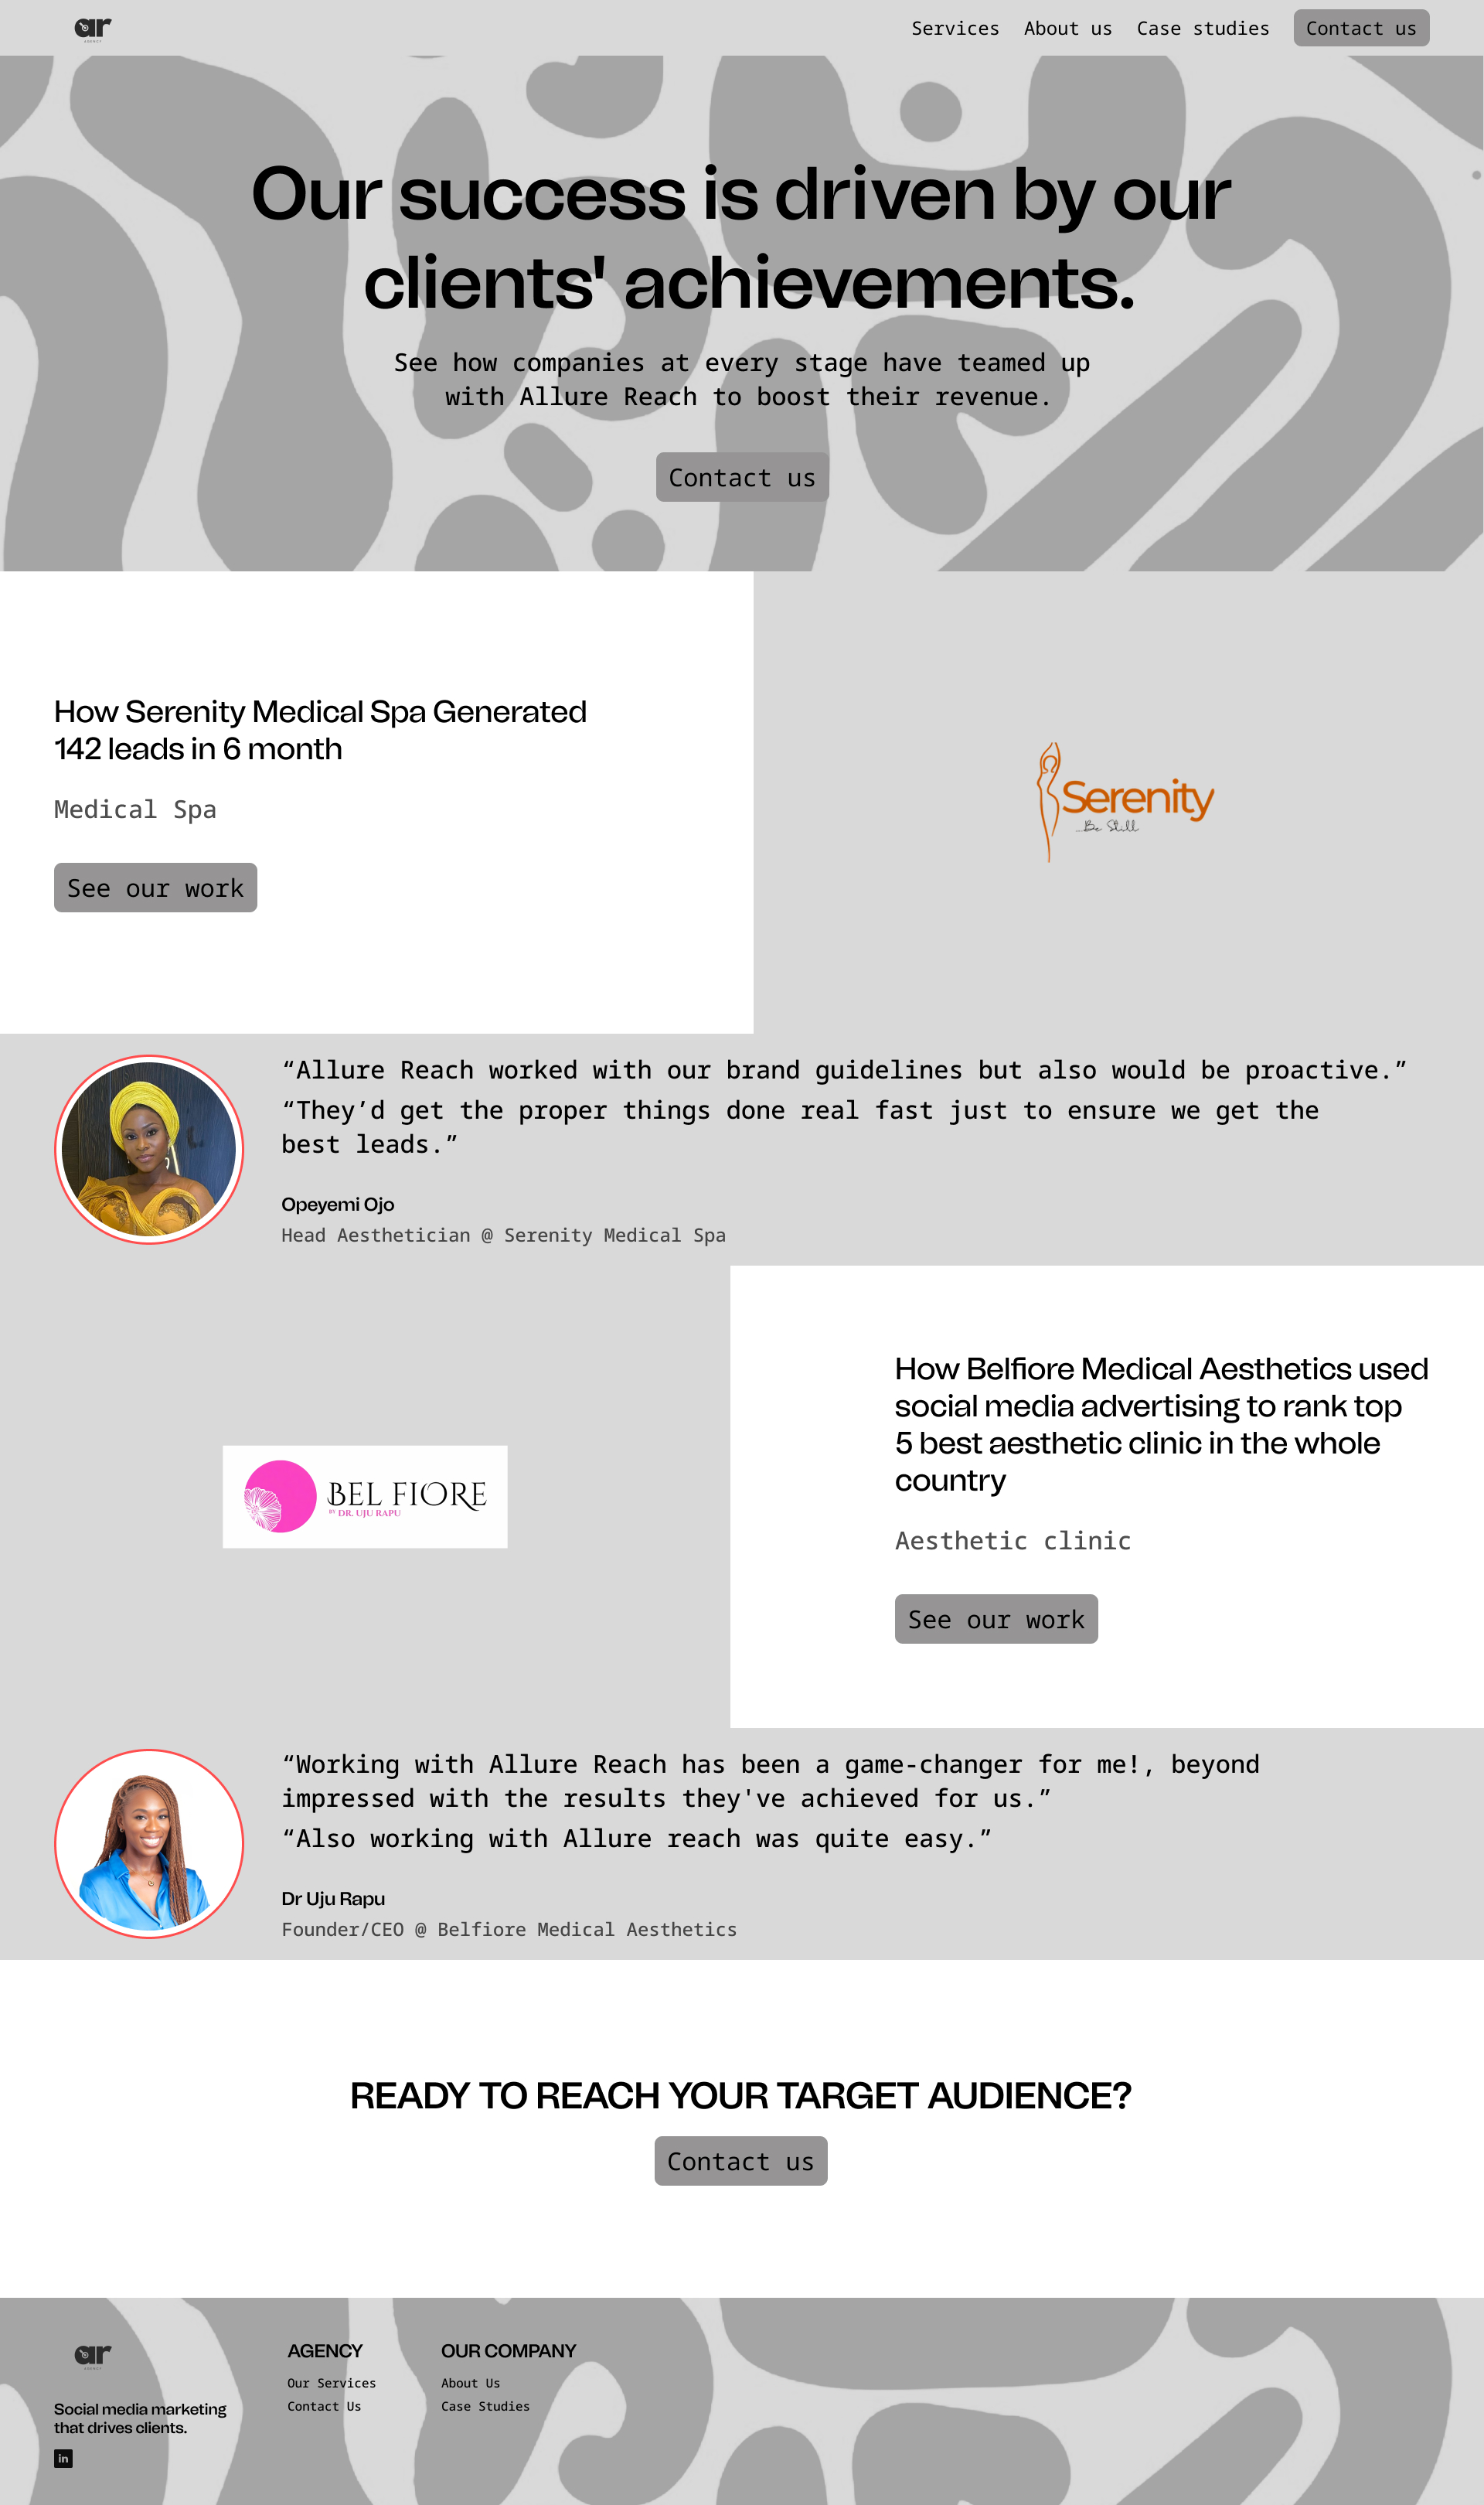 ar
Services About us Case studies Contact us
Our success is driven by our
clients' achievements.
See how companies at every stage have teamed up
with Allure Reach to boost their revenue.
Contact us
How Serenity Medical Spa Generated
142 leads in 6 month
Medical Spa
See our work
Serenity
...Be Still
“Allure Reach worked with our brand guidelines but also would be proactive.”
“They’d get the proper things done real fast just to ensure we get the
best leads.”
Opeyemi Ojo
Head Aesthetician @ Serenity Medical Spa
How Belfiore Medical Aesthetics used
social media advertising to rank top
5 best aesthetic clinic in the whole
country
Aesthetic clinic
See our work
BEL FIORE
BY DR. UJU RAPU
“Working with Allure Reach has been a game-changer for me!, beyond
impressed with the results they've achieved for us.”
“Also working with Allure reach was quite easy.”
Dr Uju Rapu
Founder/CEO @ Belfiore Medical Aesthetics
READY TO REACH YOUR TARGET AUDIENCE?
Contact us
ar
Social media marketing
that drives clients.
in
AGENCY
Our Services
Contact Us
OUR COMPANY
About Us
Case Studies